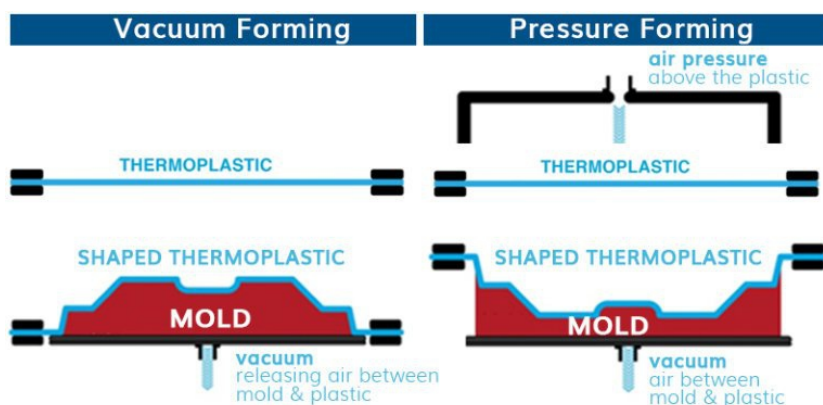 Vacuum Forming
THERMOPLASTIC
SHAPED THERMOPLASTIC
MOLD
vacuum
releasing air between
mold & plastic
Pressure Forming
air pressure
above the plastic
THERMOPLASTIC
SHAPED THERMOPLASTIC
MOLD
vacuum
air between
mold & plastic